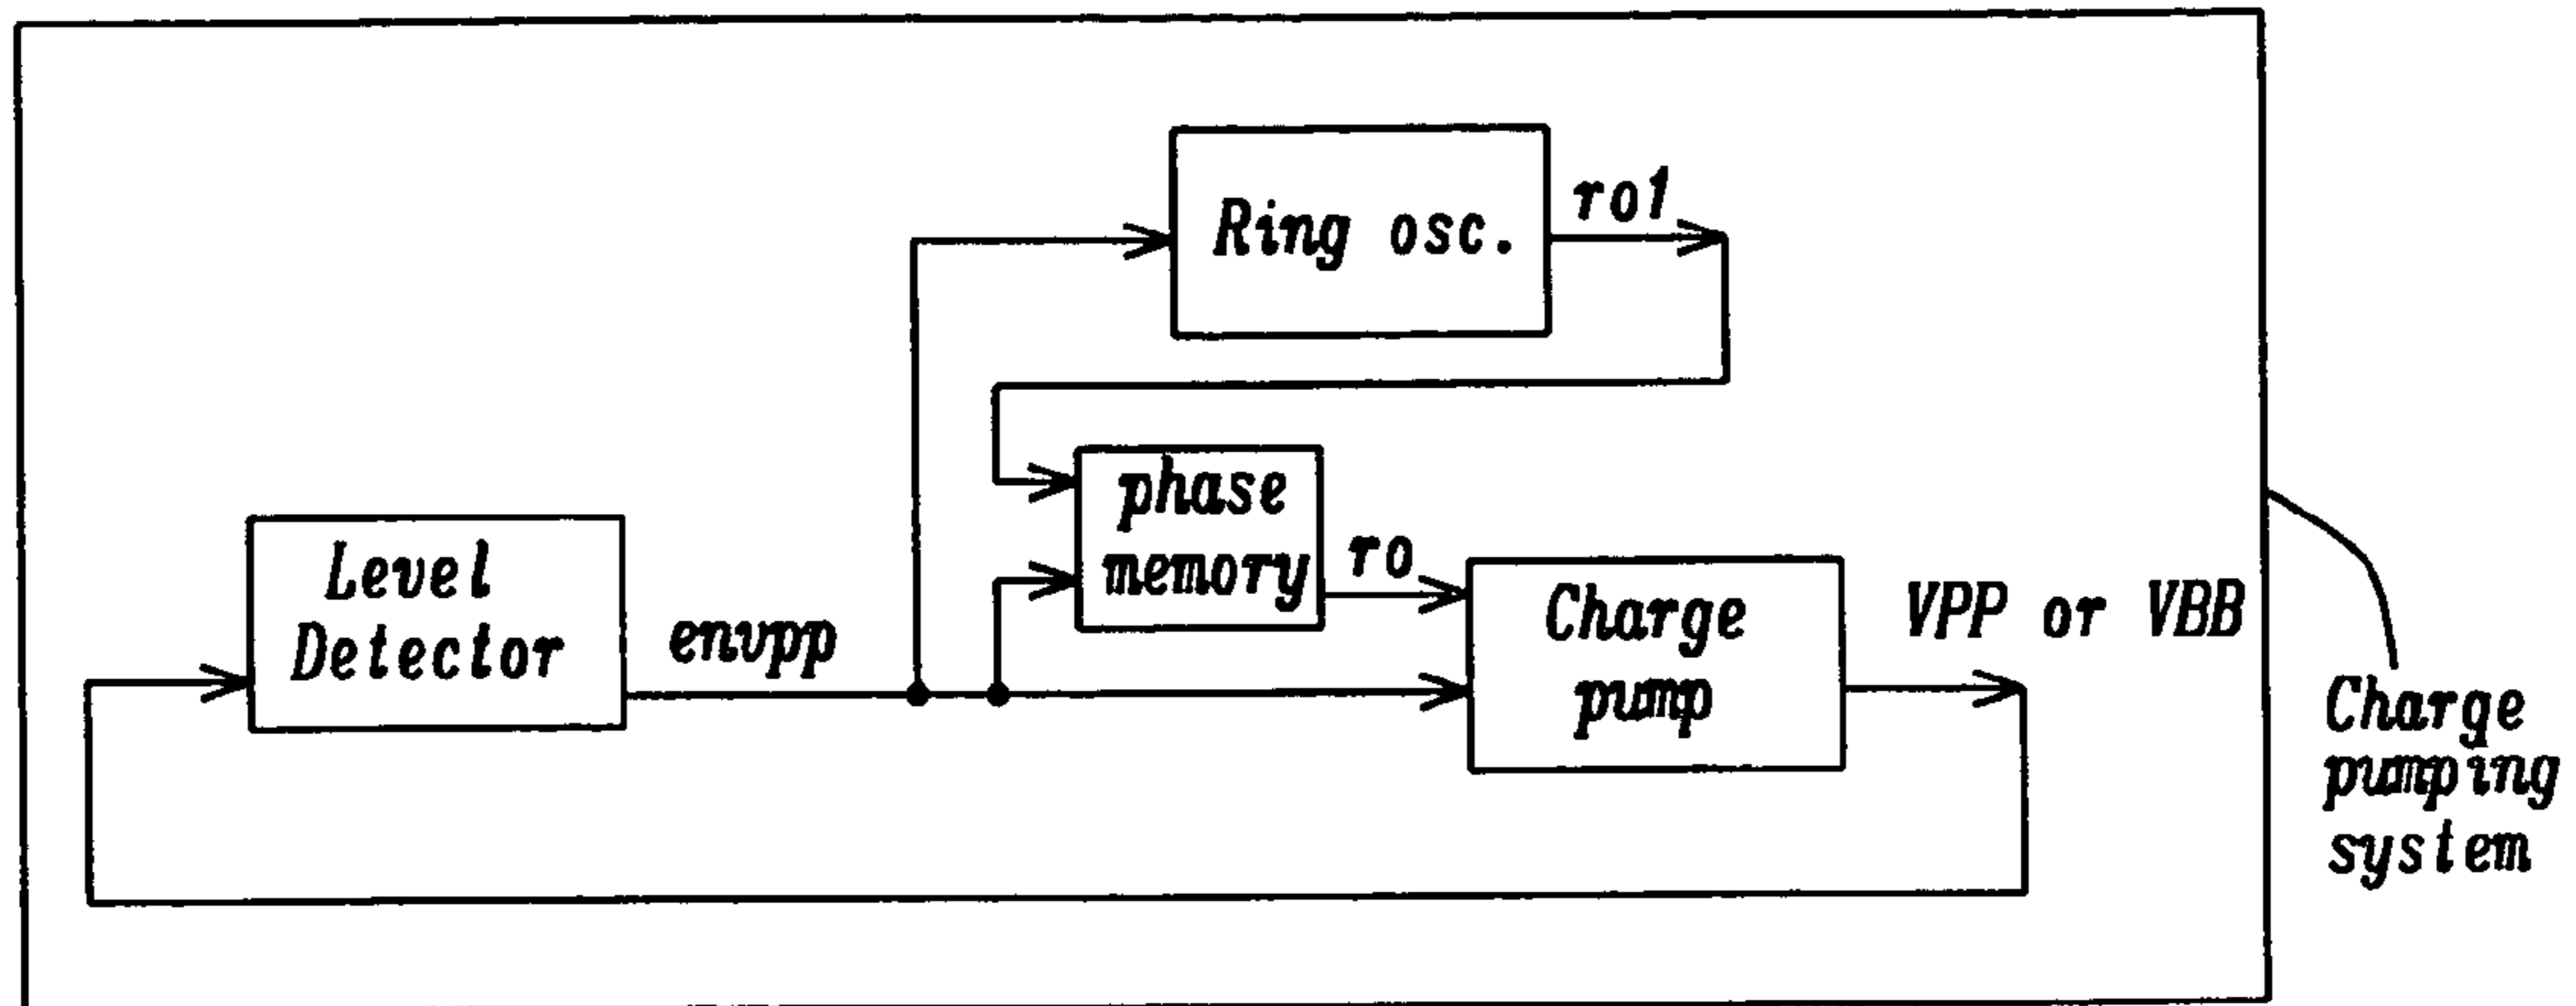 Ring osc.
ro1
phase
memory
ro
Level
Detector
envpp
Charge
pump
VPP or VBB
Charge
pumping
system